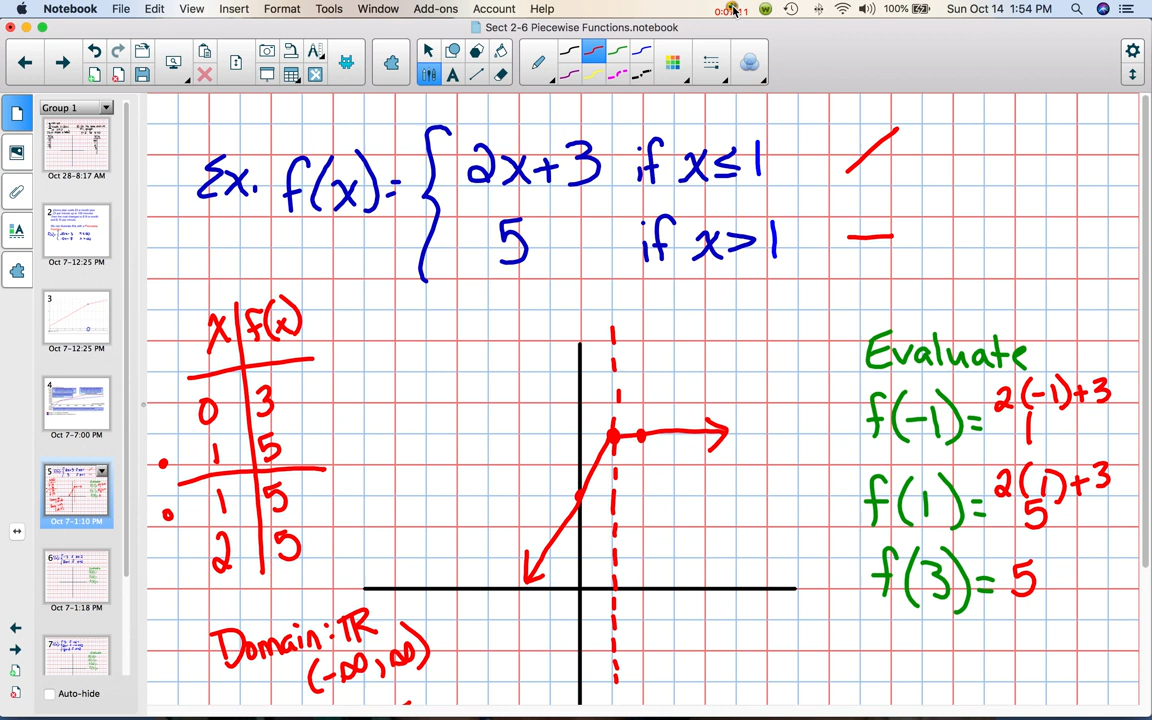 Notebook File Edit View Insert Format Tools Window Add-ons Account Help 100% Sun Oct 14 1:54 PM
Sect 2-6 Piecewise Functions.notebook
Group 1
Oct 28-8:17 AM
2
Oct 7-12:25 PM
3
Oct 7-12:25 PM
4
Oct 7-7:00 PM
5
Oct 7-1:10 PM
6
Oct 7-1:18 PM
7
Auto-hide
Ex. f(x)= { 2x+3 if x≤1
5 if x>1
x f(x)
0 3
1 5
1 5
2 5
Domain: ℝ
(-∞,∞)
Evaluate
f(-1)= 2(-1)+3
1
f(1)= 2(1)+3
5
f(3)= 5